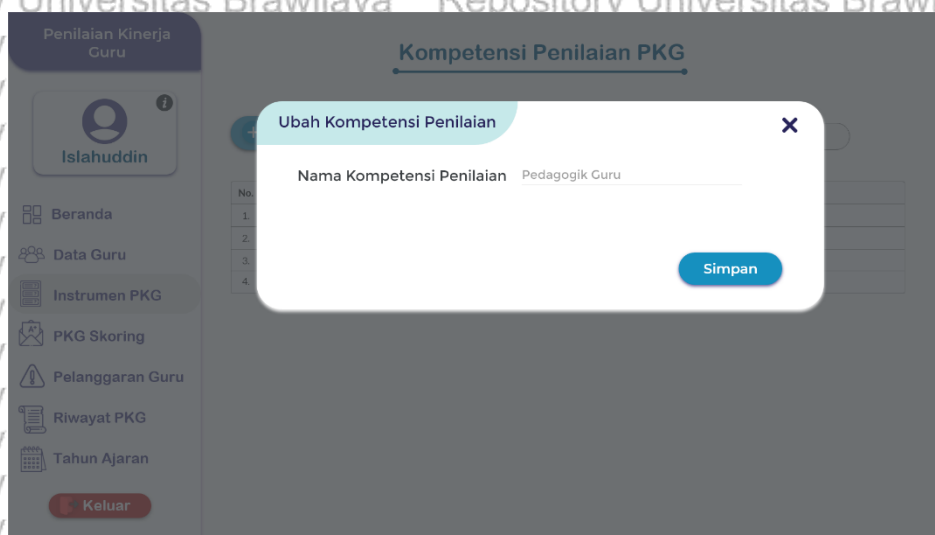 Universitas Brawijaya Repository Universitas Braw
Penilaian Kinerja
Guru
Kompetensi Penilaian PKG
Islahuddin
Ubah Kompetensi Penilaian
Nama Kompetensi Penilaian Pedagogik Guru
Simpan
No.
1.
2.
3.
4.
Beranda
Data Guru
Instrumen PKG
PKG Skoring
Pelanggaran Guru
Riwayat PKG
Tahun Ajaran
Keluar